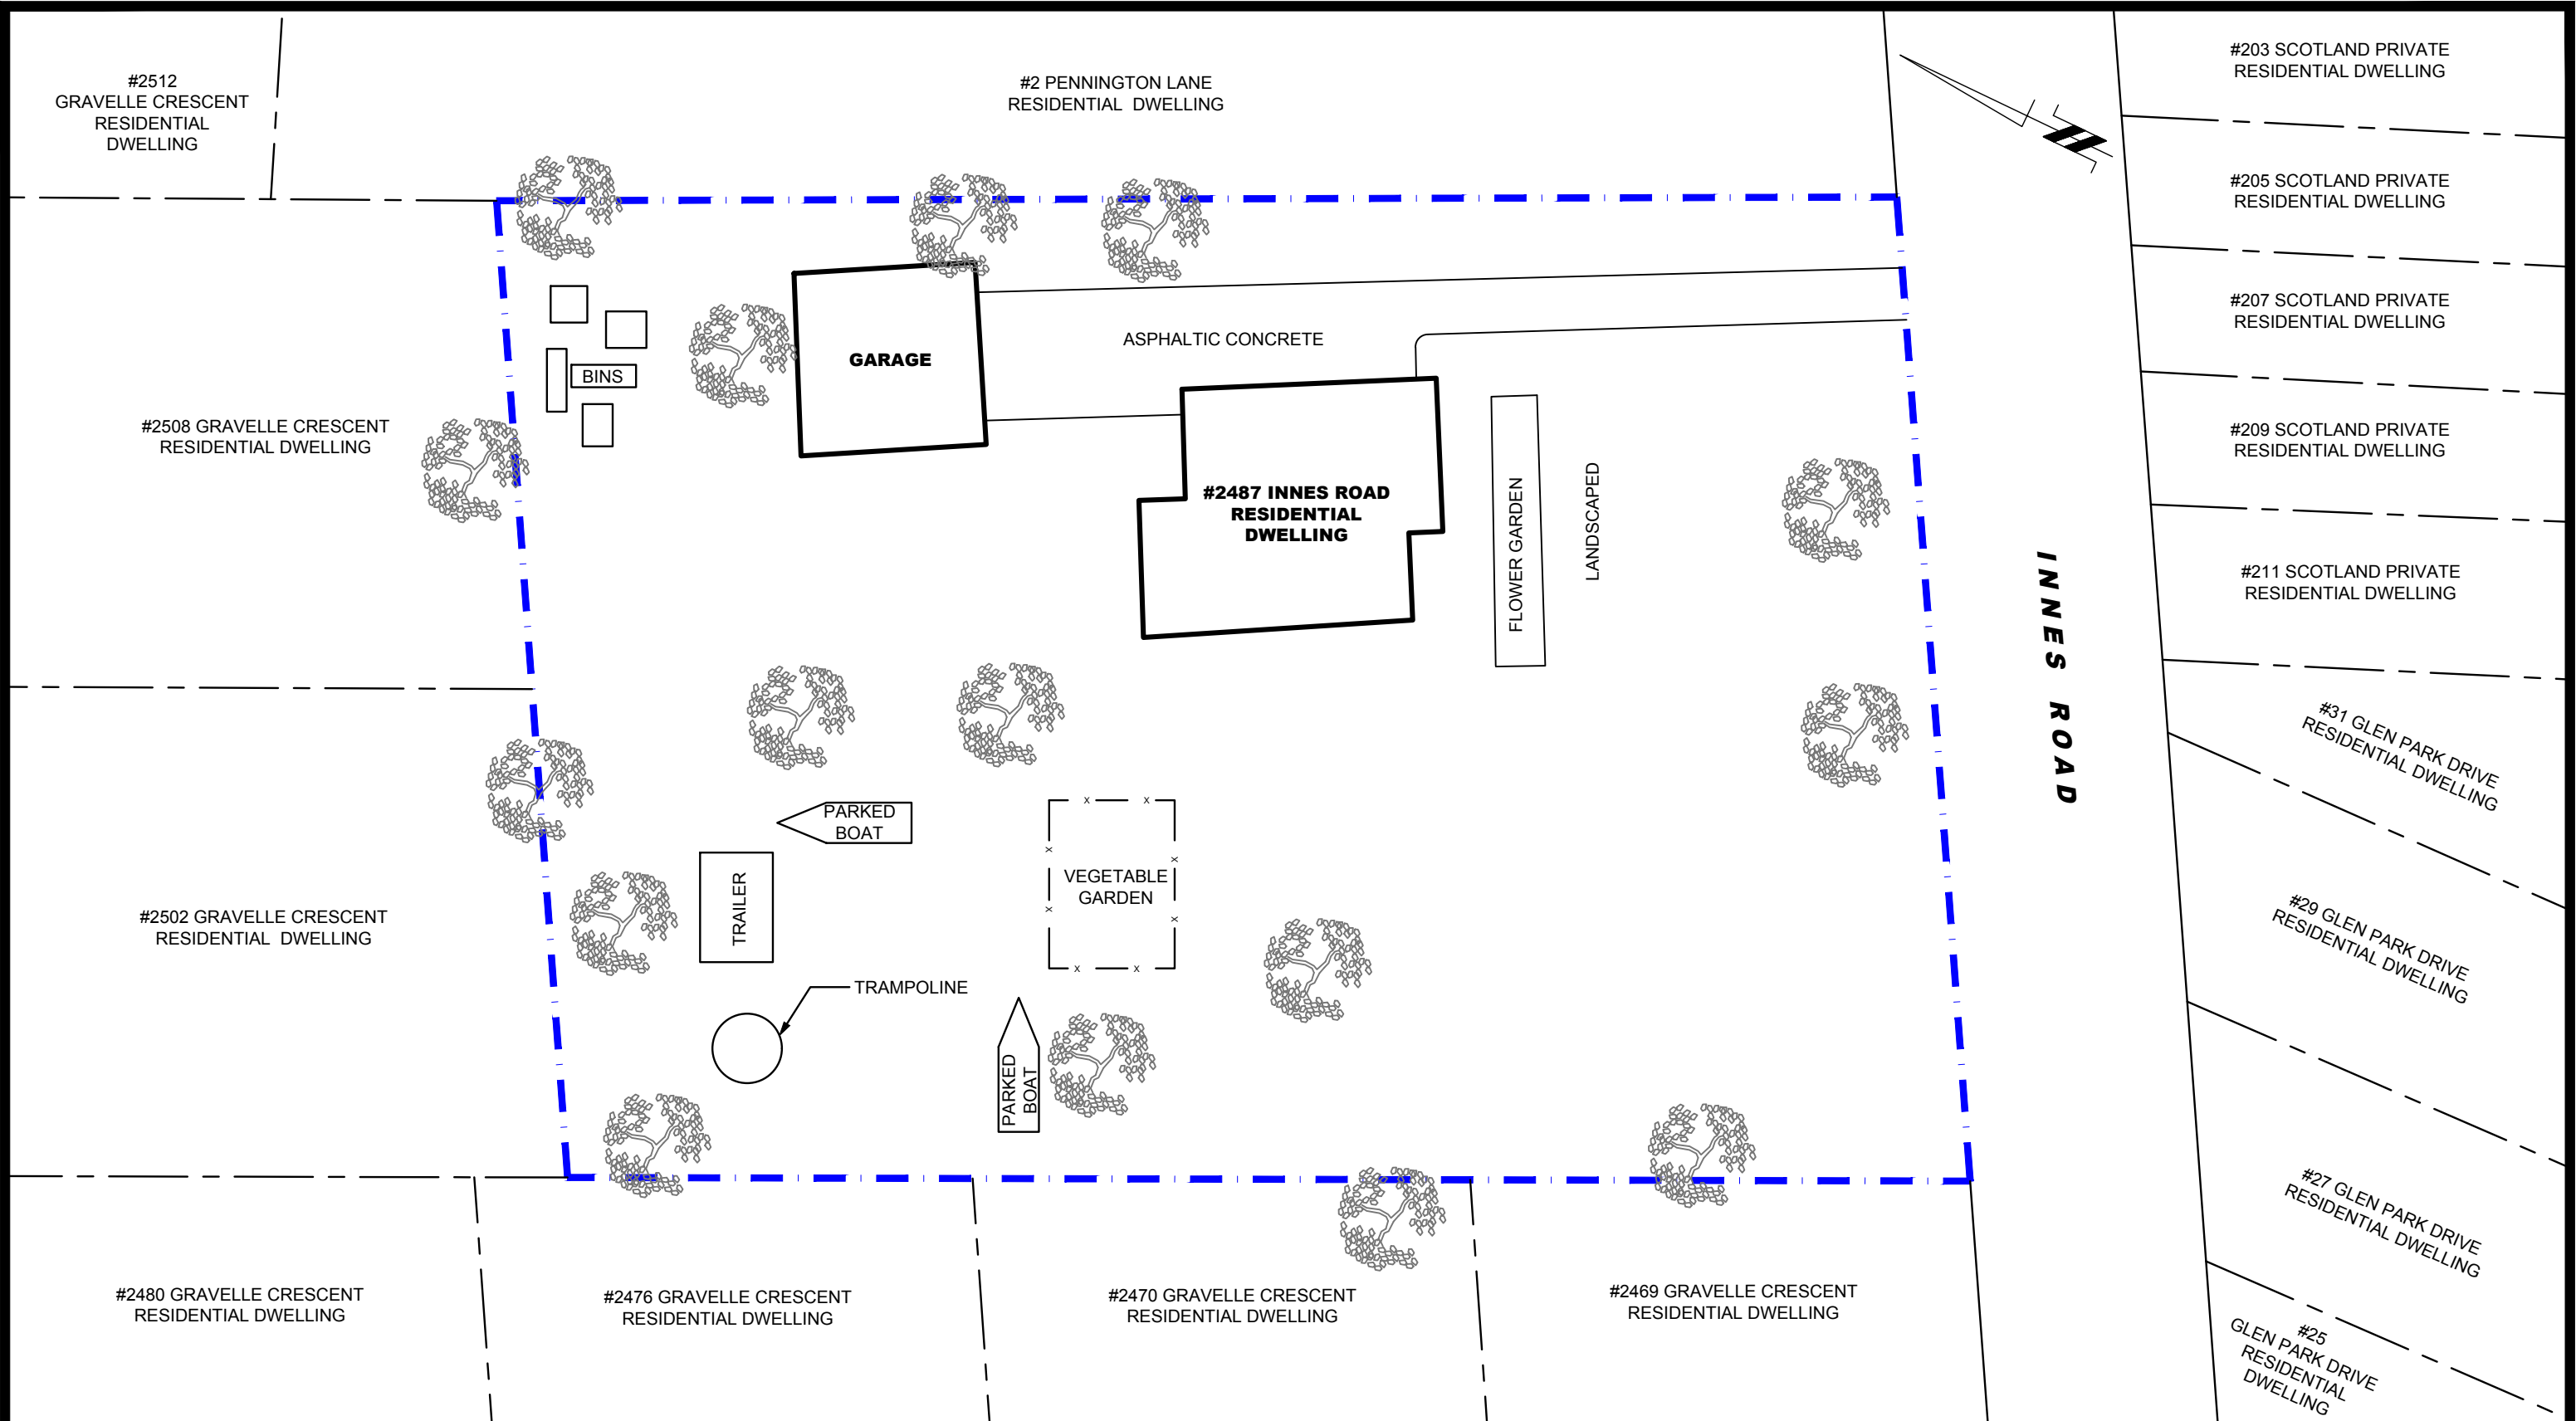 #2512
GRAVELLE CRESCENT
RESIDENTIAL
DWELLING
#2 PENNINGTON LANE
RESIDENTIAL DWELLING
#203 SCOTLAND PRIVATE
RESIDENTIAL DWELLING
#205 SCOTLAND PRIVATE
RESIDENTIAL DWELLING
#207 SCOTLAND PRIVATE
RESIDENTIAL DWELLING
#209 SCOTLAND PRIVATE
RESIDENTIAL DWELLING
#211 SCOTLAND PRIVATE
RESIDENTIAL DWELLING
#31 GLEN PARK DRIVE
RESIDENTIAL DWELLING
#29 GLEN PARK DRIVE
RESIDENTIAL DWELLING
#27 GLEN PARK DRIVE
RESIDENTIAL DWELLING
#25
GLEN PARK DRIVE
RESIDENTIAL
DWELLING
INNES ROAD
ASPHALTIC CONCRETE
GARAGE
BINS
#2508 GRAVELLE CRESCENT
RESIDENTIAL DWELLING
#2487 INNES ROAD
RESIDENTIAL
DWELLING
FLOWER GARDEN
LANDSCAPED
PARKED
BOAT
TRAILER
VEGETABLE
GARDEN
#2502 GRAVELLE CRESCENT
RESIDENTIAL DWELLING
TRAMPOLINE
PARKED
BOAT
#2480 GRAVELLE CRESCENT
RESIDENTIAL DWELLING
#2476 GRAVELLE CRESCENT
RESIDENTIAL DWELLING
#2470 GRAVELLE CRESCENT
RESIDENTIAL DWELLING
#2469 GRAVELLE CRESCENT
RESIDENTIAL DWELLING